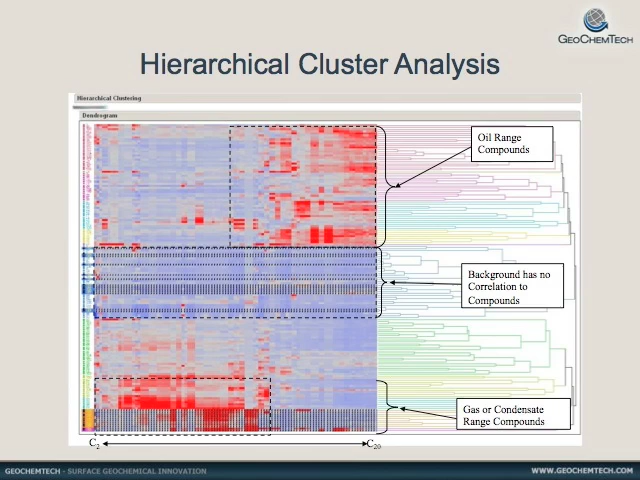 GEOCHEMTECH
Hierarchical Cluster Analysis
Hierarchical Clustering
Dendrogram
Oil Range
Compounds
Background has no
Correlation to
Compounds
Gas or Condensate
Range Compounds
C2
C20
GEOCHEMTECH - SURFACE GEOCHEMICAL INNOVATION
WWW.GEOCHEMTECH.COM